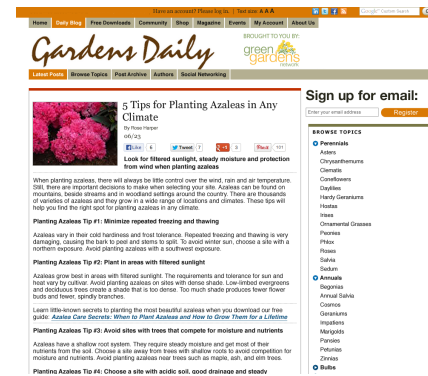 Have an account? Please log in. | Text size: A A A
Home Daily Blog Free Downloads Community Shop Magazine Events My Account About Us
Gardens Daily
BROUGHT TO YOU BY:
green gardens
network
Latest Posts Browse Topics Post Archive Authors Social Networking
Sign up for email:
Enter your email address Register
5 Tips for Planting Azaleas in Any
Climate
By Rose Harper
06/23
Like 6 Tweet 7 +1 3 Pin it 101
Look for filtered sunlight, steady moisture and protection
from wind when planting azaleas
When planting azaleas, there will always be little control over the wind, rain and air temperature.
Still, there are important decisions to make when selecting your site. Azaleas can be found on
mountains, beside streams and in woodland settings around the country. There are thousands
of varieties of azaleas and they grow in a wide range of locations and climates. These tips will
help you find the right spot for planting azaleas in any climate.
Planting Azaleas Tip #1: Minimize repeated freezing and thawing
Azaleas vary in their cold hardiness and frost tolerance. Repeated freezing and thawing is very
damaging, causing the bark to peel and stems to split. To avoid winter sun, choose a site with a
northern exposure. Avoid planting azaleas with a southwest exposure.
Planting Azaleas Tip #2: Plant in areas with filtered sunlight
Azaleas grow best in areas with filtered sunlight. The requirements and tolerance for sun and
heat vary by cultivar. Avoid planting azaleas on sites with dense shade. Low-limbed evergreens
and deciduous trees create a shade that is too dense. Too much shade produces fewer flower
buds and fewer, spindly branches.
Learn little-known secrets to planting the most beautiful azaleas when you download our free
guide: Azalea Care Secrets: When to Plant Azaleas and How to Grow Them for a Lifetime
Planting Azaleas Tip #3: Avoid sites with trees that compete for moisture and nutrients
Azaleas have a shallow root system. They require steady moisture and get most of their
nutrients from the soil. Choose a site away from trees with shallow roots to avoid competition for
moisture and nutrients. Avoid planting azaleas near trees such as maple, ash, and elm trees.
Planting Azaleas Tip #4: Choose a site with acidic soil, good drainage and steady
BROWSE TOPICS
Perennials
Asters
Chrysanthemums
Clematis
Coneflowers
Daylilies
Hardy Geraniums
Hostas
Irises
Ornamental Grasses
Peonies
Phlox
Roses
Salvia
Sedum
Annuals
Begonias
Annual Salvia
Cosmos
Geraniums
Impatiens
Marigolds
Pansies
Petunias
Zinnias
Bulbs